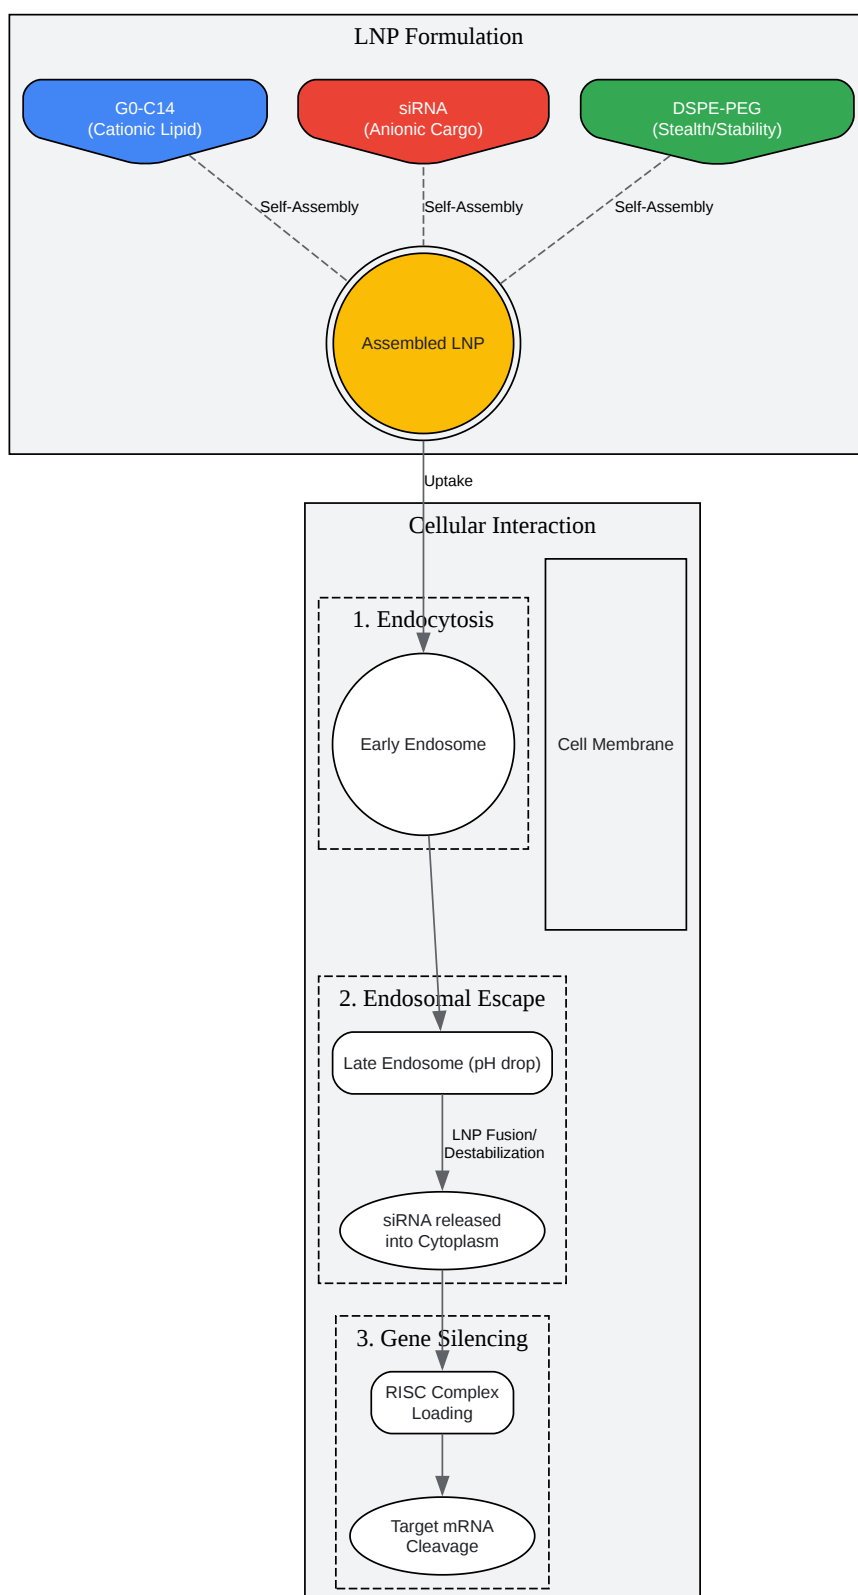 LNP Formulation
G0-C14
(Cationic Lipid)
siRNA
(Anionic Cargo)
DSPE-PEG
(Stealth/Stability)
Self-Assembly
Self-Assembly
Self-Assembly
Assembled LNP
Uptake
Cellular Interaction
1. Endocytosis
Early Endosome
Cell Membrane
2. Endosomal Escape
Late Endosome (pH drop)
LNP Fusion/
Destabilization
siRNA released
into Cytoplasm
3. Gene Silencing
RISC Complex
Loading
Target mRNA
Cleavage